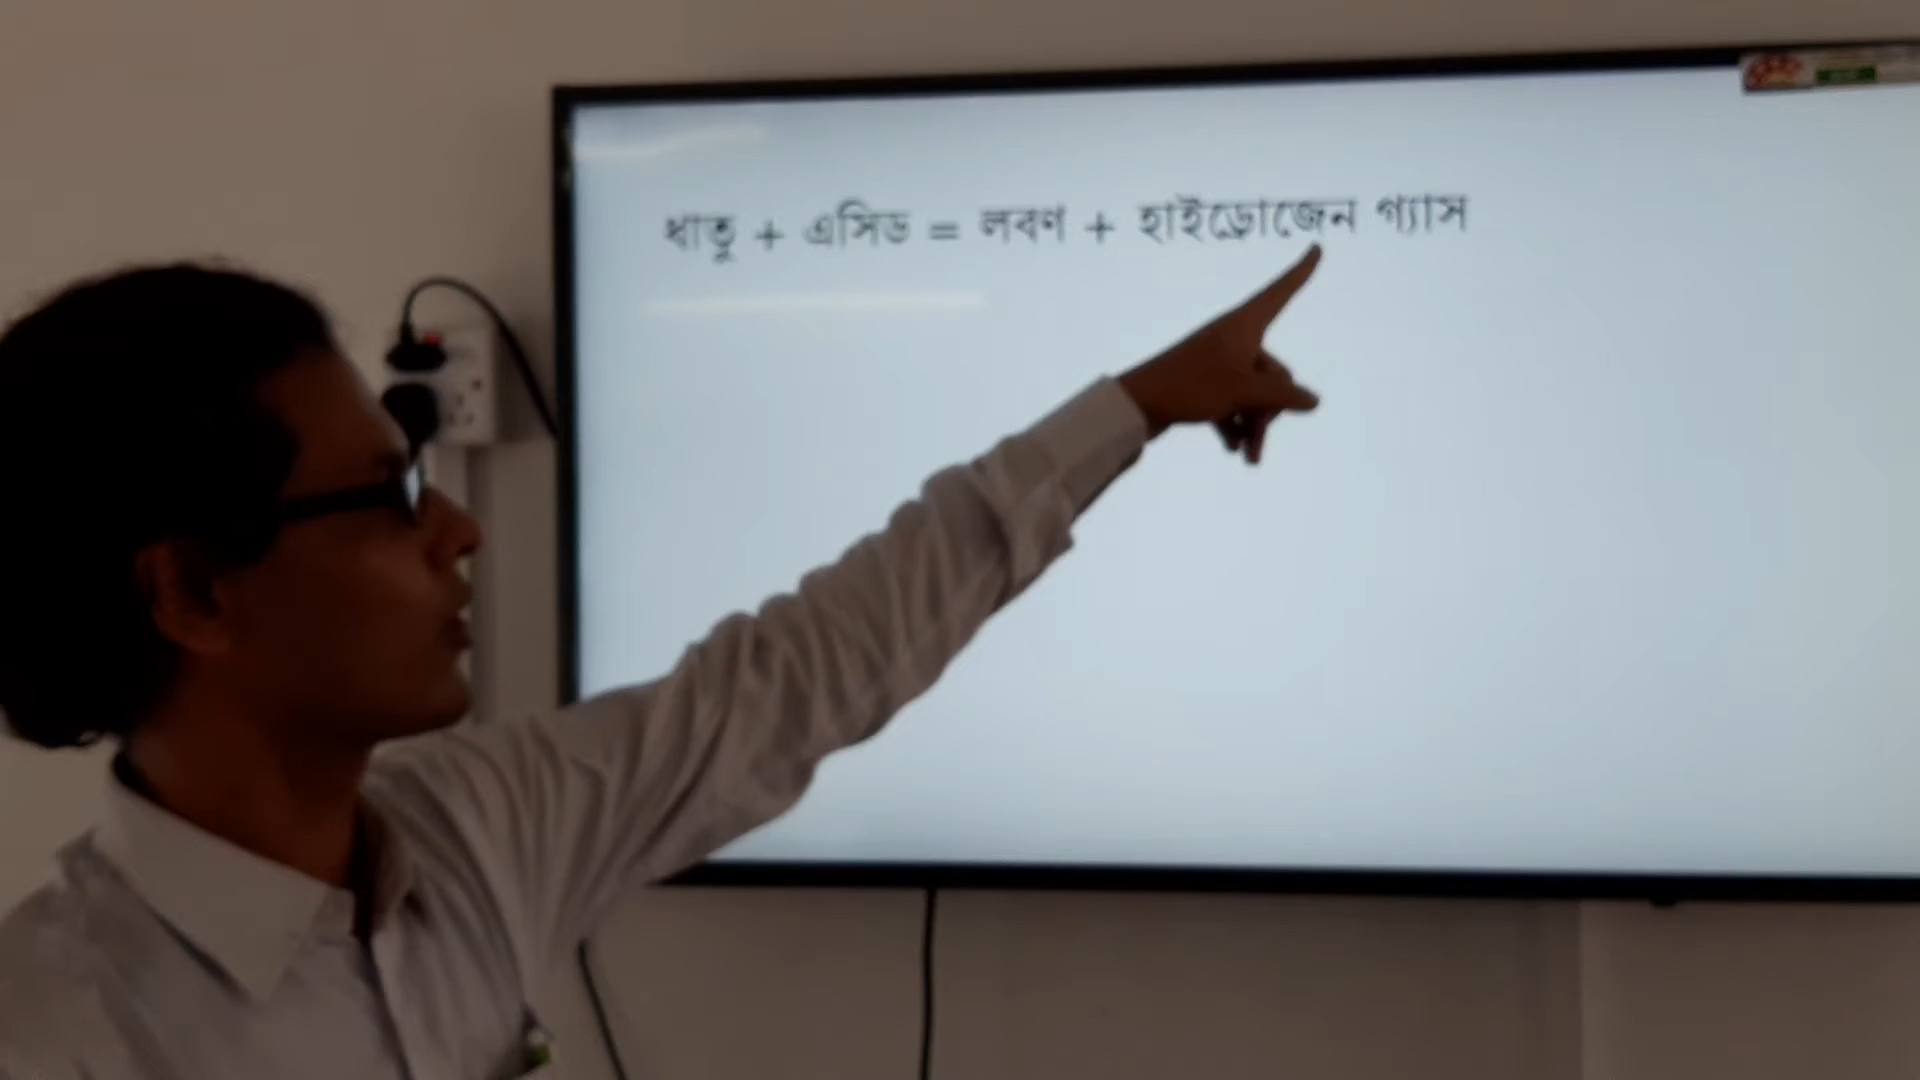 ধাতু + এসিড = লবণ + হাইড্রোজেন গ্যাস